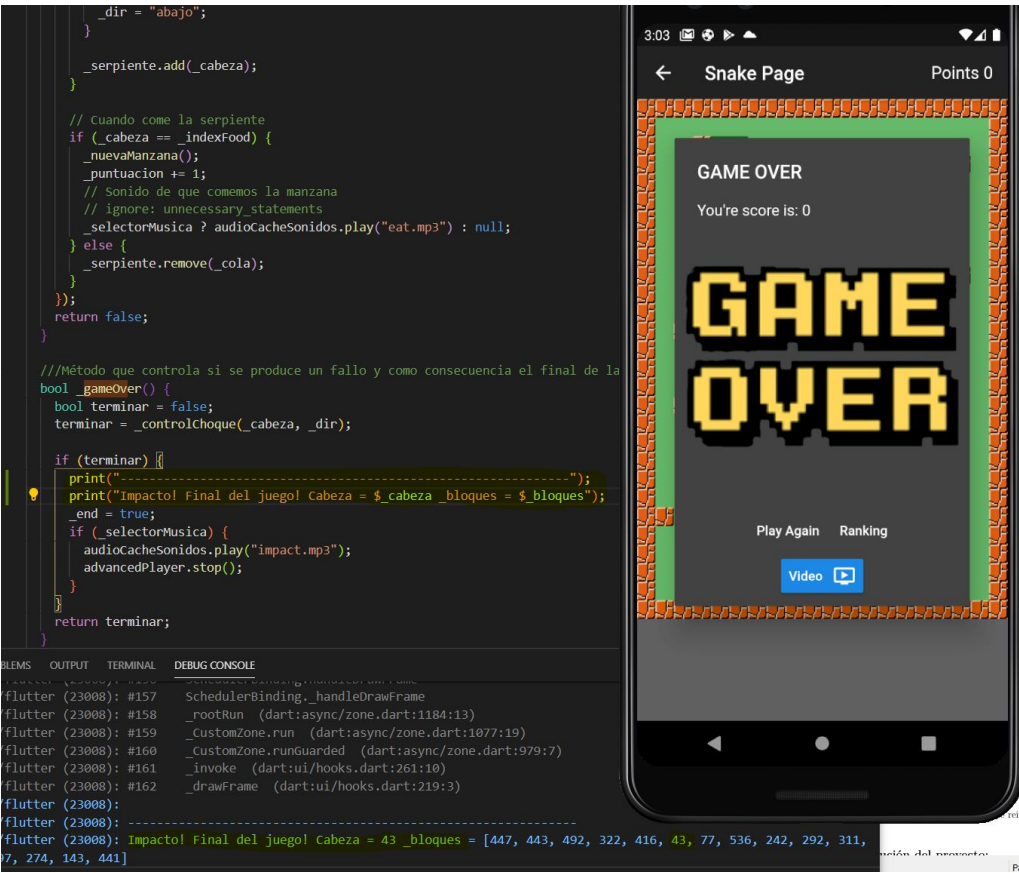 _dir = "abajo";
}
_serpiente.add(_cabeza);
}
// Cuando come la serpiente
if (_cabeza == _indexFood) {
_nuevaManzana();
_puntuacion += 1;
// Sonido de que comemos la manzana
// ignore: unnecessary_statements
_selectorMusica ? audioCacheSonidos.play("eat.mp3") : null;
} else {
_serpiente.remove(_cola);
}
});
return false;
}
///Método que controla si se produce un fallo y como consecuencia el final de la
bool _gameOver() {
bool terminar = false;
terminar = _controlChoque(_cabeza, _dir);
if (terminar) {
print("--------------------------------------------------------------");
print("Impacto! Final del juego! Cabeza = $_cabeza _bloques = $_bloques");
_end = true;
if (_selectorMusica) {
audioCacheSonidos.play("impact.mp3");
advancedPlayer.stop();
}
}
return terminar;
}
BLEMS OUTPUT TERMINAL DEBUG CONSOLE
/flutter (23008): #157 SchedulerBinding._handleDrawFrame
/flutter (23008): #158 _rootRun (dart:async/zone.dart:1184:13)
/flutter (23008): #159 _CustomZone.run (dart:async/zone.dart:1077:19)
/flutter (23008): #160 _CustomZone.runGuarded (dart:async/zone.dart:979:7)
/flutter (23008): #161 _invoke (dart:ui/hooks.dart:261:10)
/flutter (23008): #162 _drawFrame (dart:ui/hooks.dart:219:3)
/flutter (23008):
/flutter (23008): --------------------------------------------------------------
/flutter (23008): Impacto! Final del juego! Cabeza = 43 _bloques = [447, 443, 492, 322, 416, 43, 77, 536, 242, 292, 311,
97, 274, 143, 441]
3:03
Snake Page Points 0
GAME OVER
You're score is: 0
GAME
OVER
Play Again Ranking
Video
ución del proyecto: